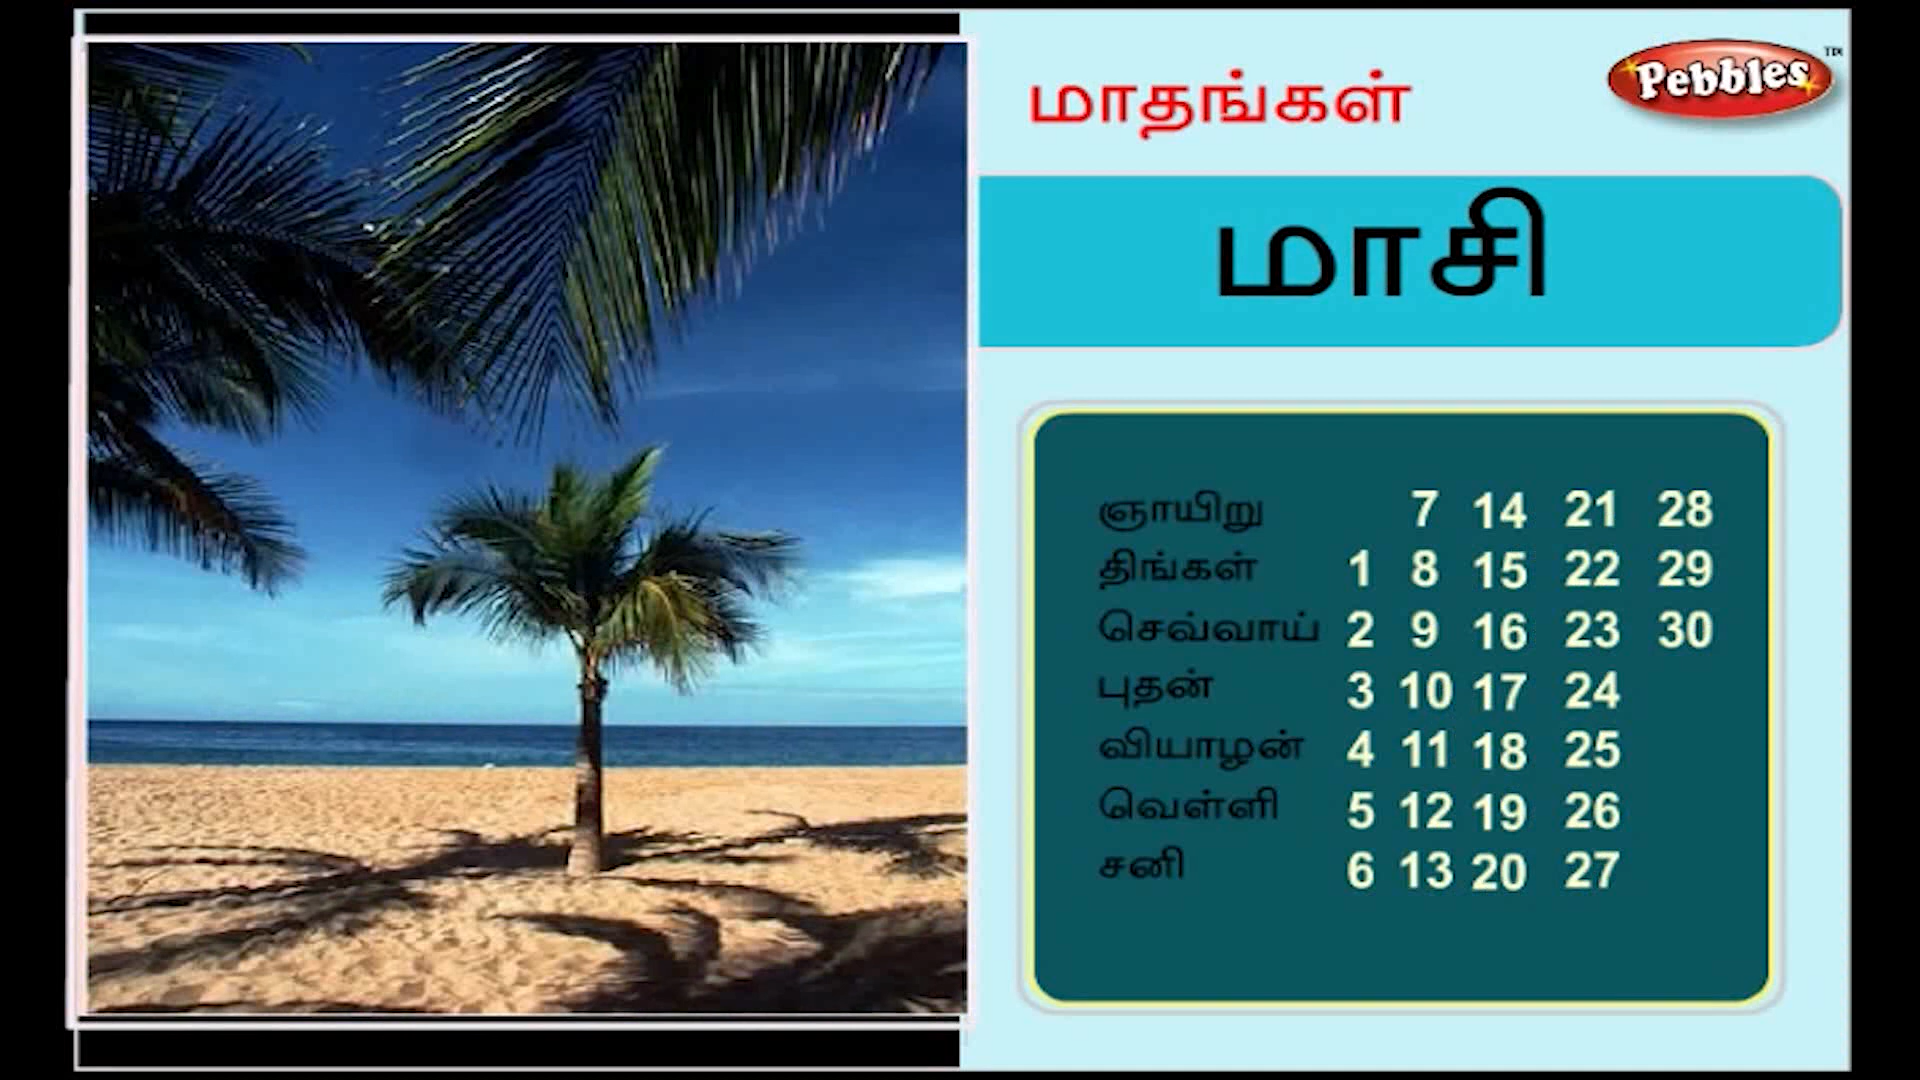 மாதங்கள்
Pebbles TM
மாசி
ஞாயிறு 7 14 21 28
திங்கள் 1 8 15 22 29
செவ்வாய் 2 9 16 23 30
புதன் 3 10 17 24
வியாழன் 4 11 18 25
வெள்ளி 5 12 19 26
சனி 6 13 20 27